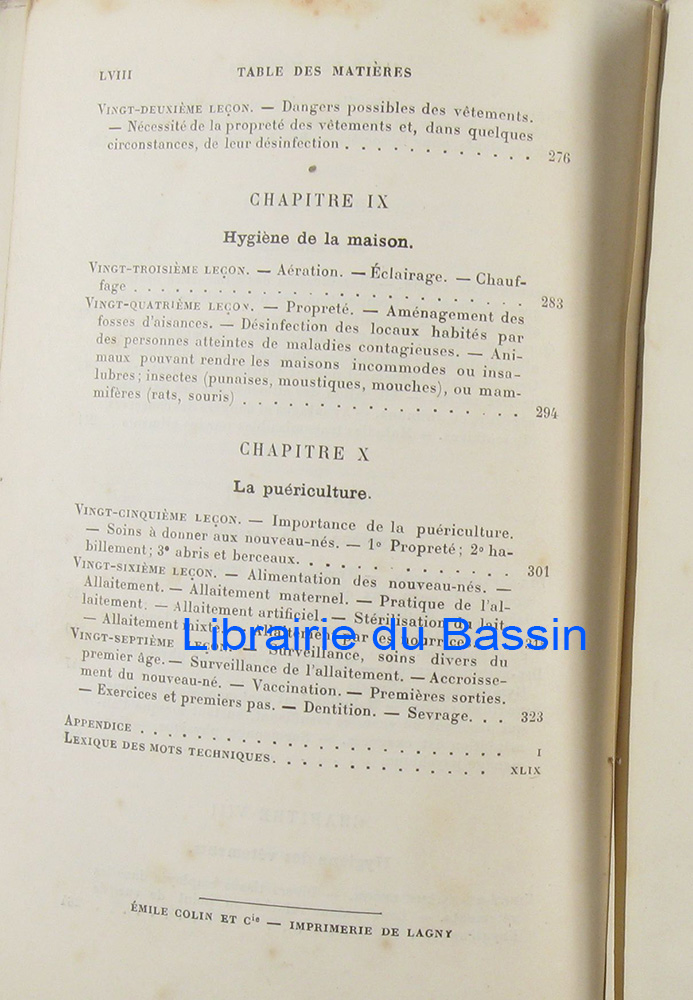 LVIII TABLE DES MATIÈRES
VINGT-DEUXIÈME LEÇON. — Dangers possibles des vêtements.
— Nécessité de la propreté des vêtements et, dans quelques
circonstances, de leur désinfection . . . . . . . . . . . . 276
CHAPITRE IX
Hygiène de la maison.
VINGT-TROISIÈME LEÇON. — Aération. — Éclairage. — Chauf-
fage . . . . . . . . . . . . . . . . . . . . . . 283
VINGT-QUATRIÈME LEÇON. — Propreté. — Aménagement des
fosses d'aisances. — Désinfection des locaux habités par
des personnes atteintes de maladies contagieuses. — Ani-
maux pouvant rendre les maisons incommodes ou insa-
lubres; insectes (punaises, moustiques, mouches), ou mam-
mifères (rats, souris) . . . . . . . . . . . . . . . . 294
CHAPITRE X
La puériculture.
VINGT-CINQUIÈME LEÇON. — Importance de la puériculture.
— Soins à donner aux nouveau-nés. — 1º Propreté; 2º ha-
billement; 3º abris et berceaux. . . . . . . . . . . . 301
VINGT-SIXIÈME LEÇON. — Alimentation des nouveau-nés. —
Allaitement. — Allaitement maternel. — Pratique de l'al-
laitement. — Allaitement artificiel. — Stérilisation du lait.
— Allaitement mixte. — Allaitement par les nourrices
Librairie du Bassin
VINGT-SEPTIÈME LEÇON. — Surveillance, soins divers du
premier âge. — Surveillance de l'allaitement. — Accroisse-
ment du nouveau-né. — Vaccination. — Premières sorties.
— Exercices et premiers pas. — Dentition. — Sevrage. . . 323
APPENDICE . . . . . . . . . . . . . . . . . . . . I
LEXIQUE DES MOTS TECHNIQUES. . . . . . . . . . . . . XLIX
ÉMILE COLIN ET Cie — IMPRIMERIE DE LAGNY